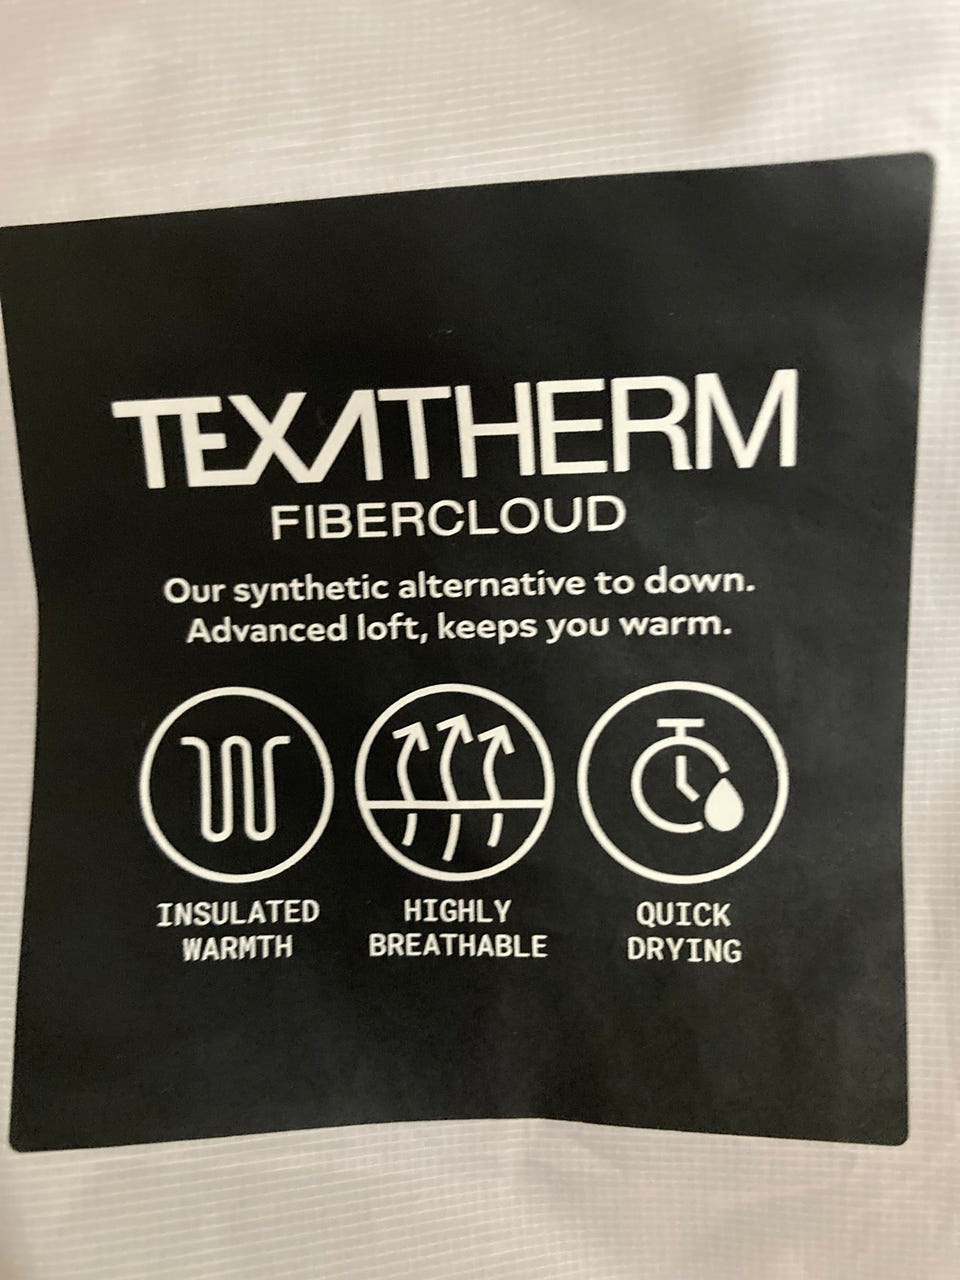 TEXATHERM
FIBERCLOUD
Our synthetic alternative to down.
Advanced loft, keeps you warm.
INSULATED
WARMTH
HIGHLY
BREATHABLE
QUICK
DRYING